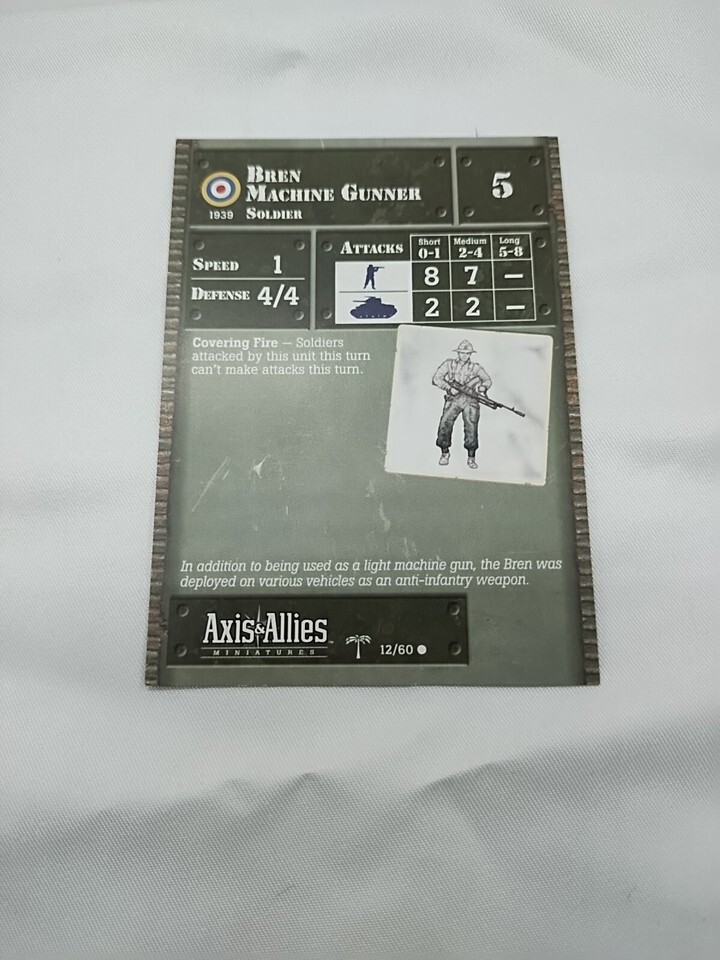 BREN
MACHINE GUNNER
SOLDIER
1939
5
SPEED 1
DEFENSE 4/4
ATTACKS
Short Medium Long
0-1 2-4 5-8
8 7 —
2 2 —
Covering Fire — Soldiers
attacked by this unit this turn
can't make attacks this turn.
In addition to being used as a light machine gun, the Bren was
deployed on various vehicles as an anti-infantry weapon.
Axis & Allies™
MINIATURES
12/60